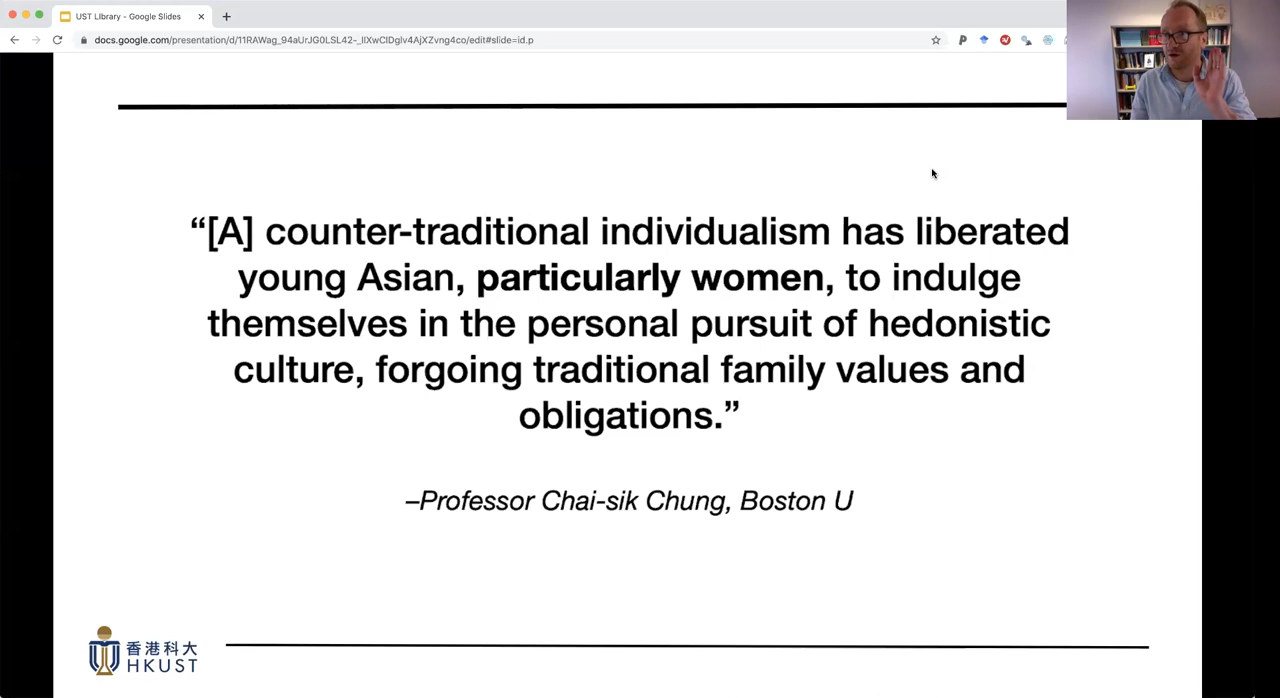 UST LIbrary - Google Slides
docs.google.com/presentation/d/11RAWag_94aUrJG0LSL42-_IIXwClDglv4AjXZvng4co/edit#slide=id.p
“[A] counter-traditional individualism has liberated
young Asian, particularly women, to indulge
themselves in the personal pursuit of hedonistic
culture, forgoing traditional family values and
obligations.”
–Professor Chai-sik Chung, Boston U
香港科大
HKUST